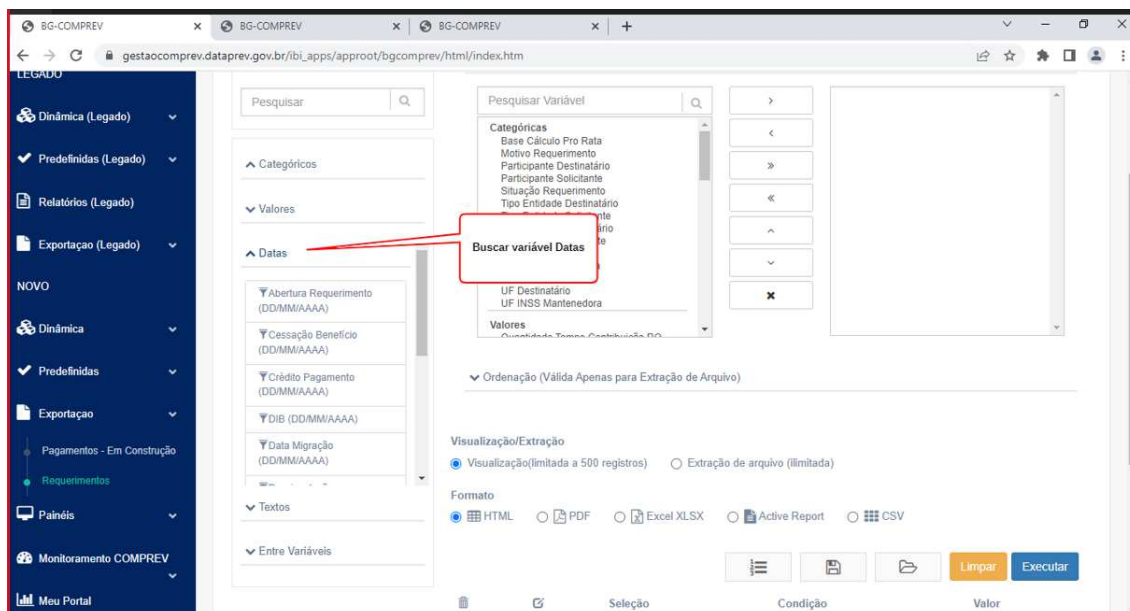 BG-COMPREV
BG-COMPREV
BG-COMPREV
gestaocomprev.dataprev.gov.br/ibi_apps/approot/bgcomprev/html/index.htm
LEGADO
Dinâmica (Legado)
Predefinidas (Legado)
Relatórios (Legado)
Exportaçao (Legado)
NOVO
Dinâmica
Predefinidas
Exportaçao
Pagamentos - Em Construção
Requerimentos
Painéis
Monitoramento COMPREV
Meu Portal
Pesquisar
Categóricos
Valores
Datas
Abertura Requerimento
(DD/MM/AAAA)
Cessação Benefício
(DD/MM/AAAA)
Crédito Pagamento
(DD/MM/AAAA)
DIB (DD/MM/AAAA)
Data Migração
(DD/MM/AAAA)
Textos
Entre Variáveis
Pesquisar Variável
Categóricas
Base Cálculo Pro Rata
Motivo Requerimento
Participante Destinatário
Participante Solicitante
Situação Requerimento
Tipo Entidade Destinatário
Buscar variável Datas
UF Destinatário
UF INSS Mantenedora
Valores
Quantidade Tempo Contribuição RO
Ordenação (Válida Apenas para Extração de Arquivo)
Visualização/Extração
Visualização(limitada a 500 registros) Extração de arquivo (ilimitada)
Formato
HTML PDF Excel XLSX Active Report CSV
Limpar Executar
Seleção Condição Valor